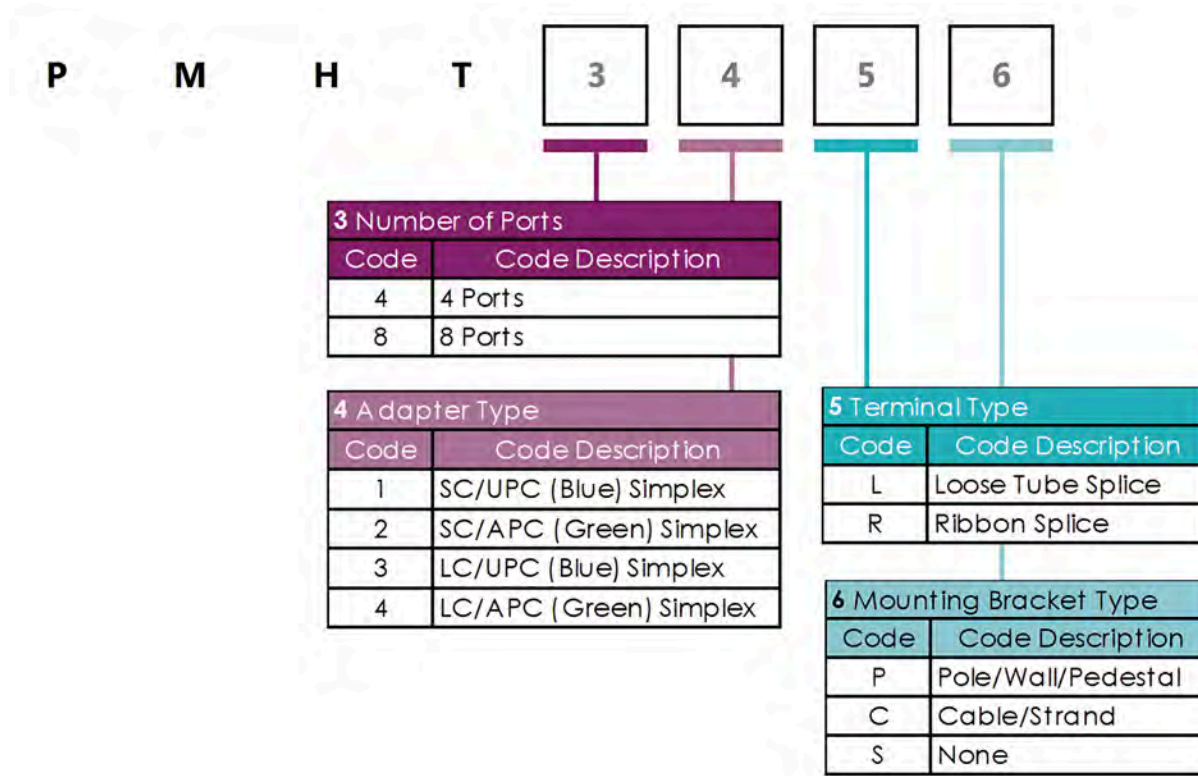 P M H T 3 4 5 6
3 Number of Ports
Code Code Description
4 4 Ports
8 8 Ports
4 Adapter Type
Code Code Description
1 SC/UPC (Blue) Simplex
2 SC/APC (Green) Simplex
3 LC/UPC (Blue) Simplex
4 LC/APC (Green) Simplex
5 Terminal Type
Code Code Description
L Loose Tube Splice
R Ribbon Splice
6 Mounting Bracket Type
Code Code Description
P Pole/Wall/Pedestal
C Cable/Strand
S None